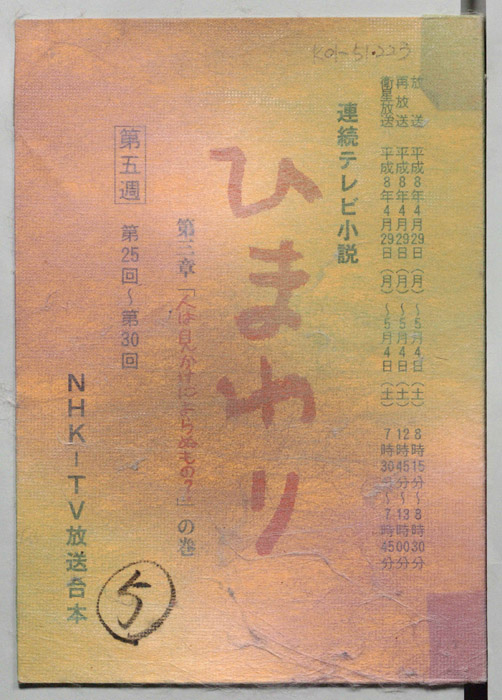 K01-51.223
放送 平成8年4月29日(月)～5月4日(土) 8時15分～8時30分
再放送 平成8年4月29日(月)～5月4日(土) 12時45分～13時00分
衛星放送 平成8年4月29日(月)～5月4日(土) 7時30分～7時45分
連続テレビ小説
ひまわり
第三章「人は見かけによらぬもの?」の巻
第五週 第25回～第30回
NHK-TV放送台本
5